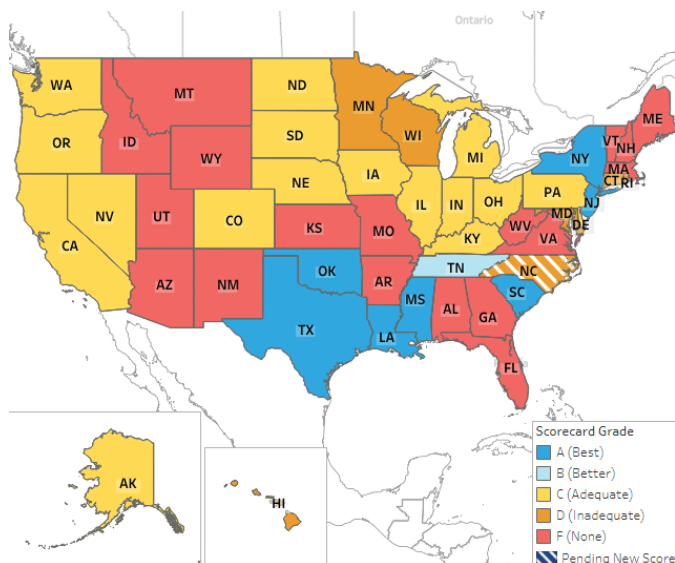 Ontario
WA
MT
ND
MN
ME
OR
ID
SD
WI
VT
NH
WY
MI
NY
MA
CT
RI
NE
IA
PA
NJ
NV
UT
CO
IL
IN
OH
MD
DE
CA
KS
MO
WV
VA
KY
AZ
NM
OK
AR
TN
NC
TX
MS
AL
GA
SC
LA
FL
AK
HI
Scorecard Grade
A (Best)
B (Better)
C (Adequate)
D (Inadequate)
F (None)
Pending New Score